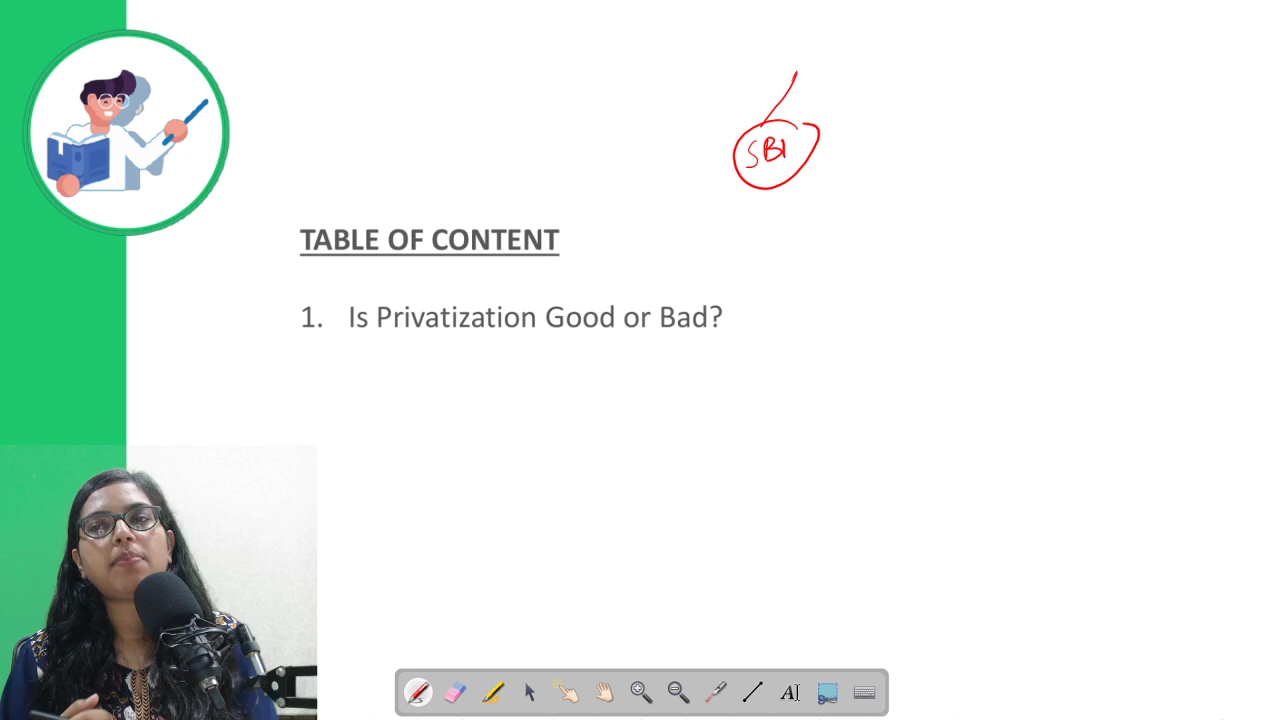 SBI
TABLE OF CONTENT
1. Is Privatization Good or Bad?